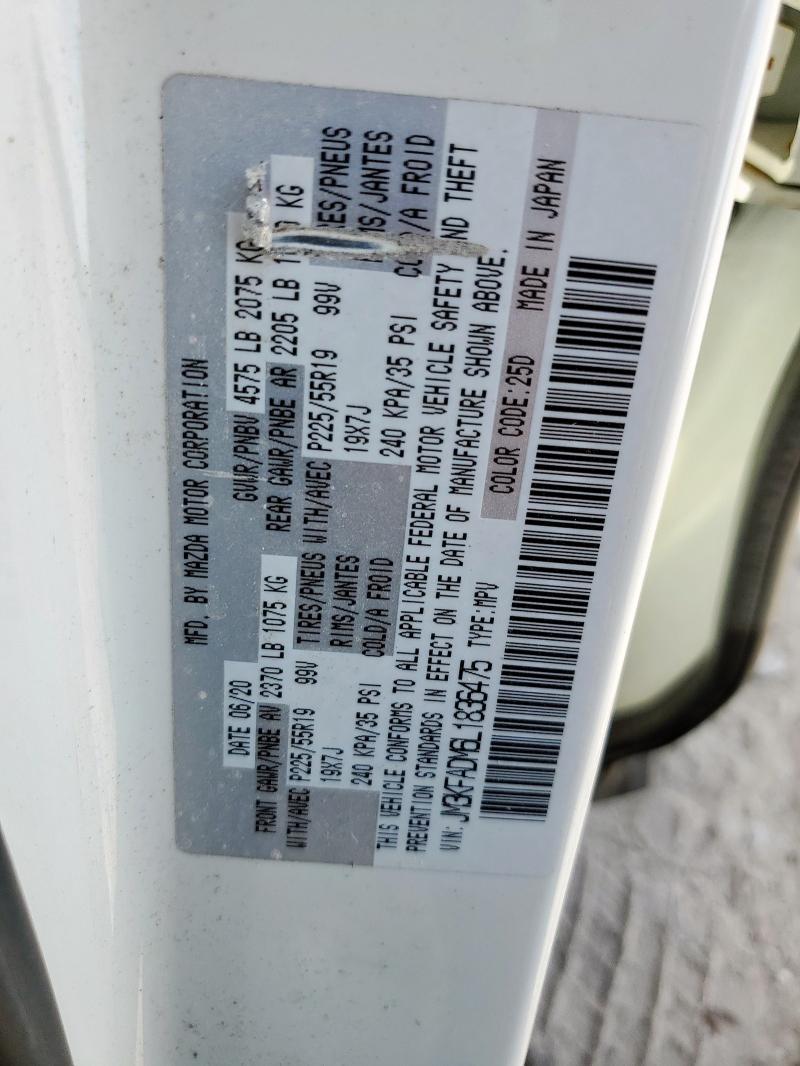 MFD. BY MAZDA MOTOR CORPORATION
DATE 06/20 GVWR/PNBV 4575 LB 2075 KG
FRONT GAWR/PNBE AV 2370 LB 1075 KG REAR GAWR/PNBE AR 2205 LB KG
WITH/AVEC P225/55R19 99V TIRES/PNEUS WITH/AVEC P225/55R19 99V /PNEUS
19X7J RIMS/JANTES 19X7J /JANTES
240 KPA/35 PSI COLD/A FROID 240 KPA/35 PSI /A FROID
THIS VEHICLE CONFORMS TO ALL APPLICABLE FEDERAL MOTOR VEHICLE SAFETY AND THEFT
PREVENTION STANDARDS IN EFFECT ON THE DATE OF MANUFACTURE SHOWN ABOVE.
VIN: JM3KFADM6L1836475 TYPE:MPV COLOR CODE:25D MADE IN JAPAN